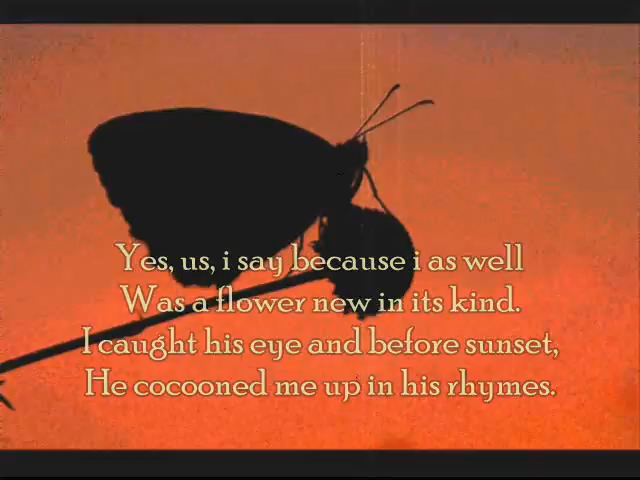 Yes, us, i say because i as well
Was a flower new in its kind.
I caught his eye and before sunset,
He cocooned me up in his rhymes.